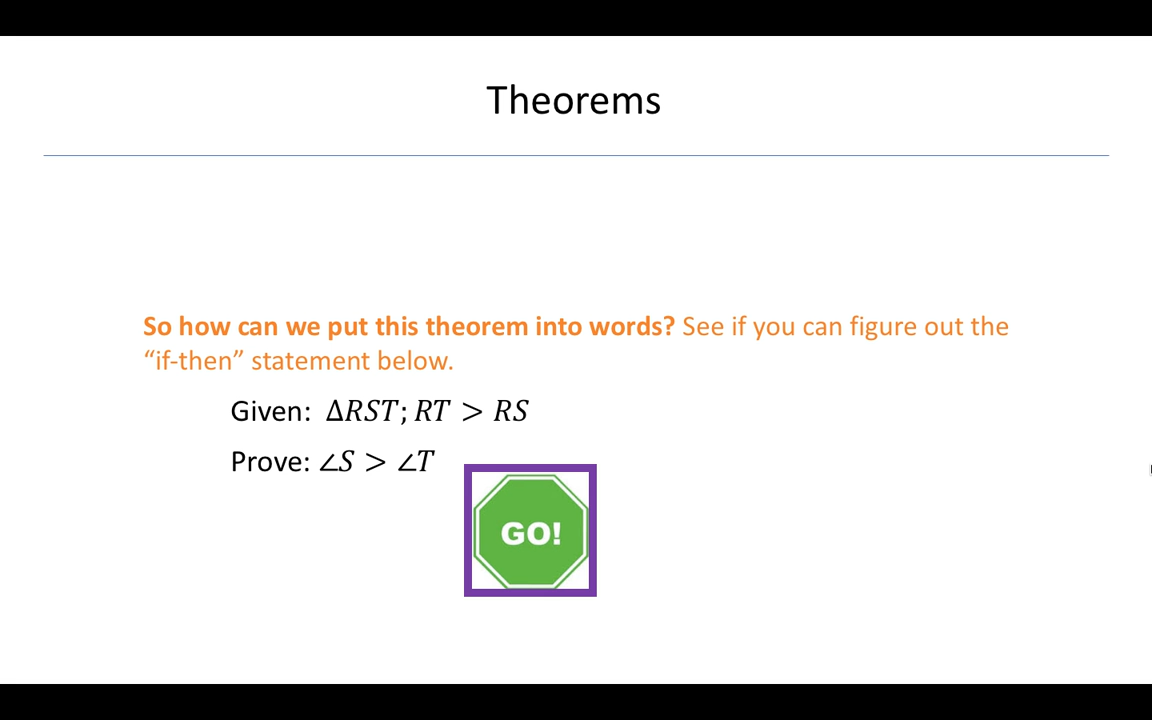 Theorems
So how can we put this theorem into words? See if you can figure out the
“if-then” statement below.
Given: ∆RST; RT > RS
Prove: ∠S > ∠T
GO!